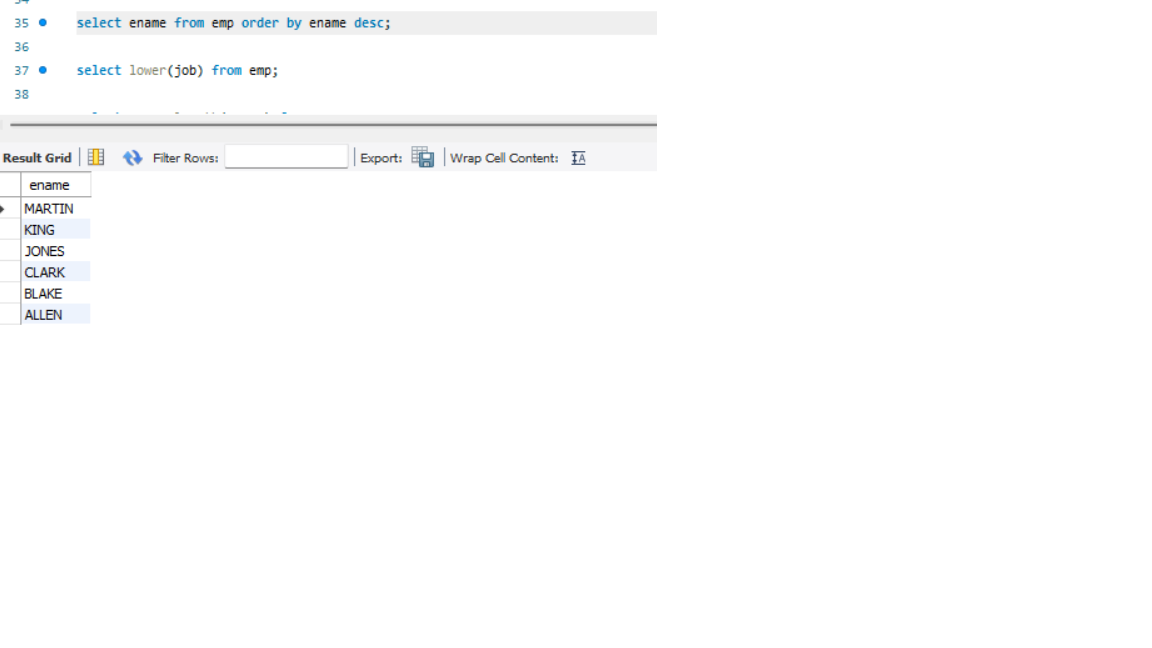 35 select ename from emp order by ename desc;
36
37 select lower(job) from emp;
38
Result Grid Filter Rows: Export: Wrap Cell Content:
ename
MARTIN
KING
JONES
CLARK
BLAKE
ALLEN